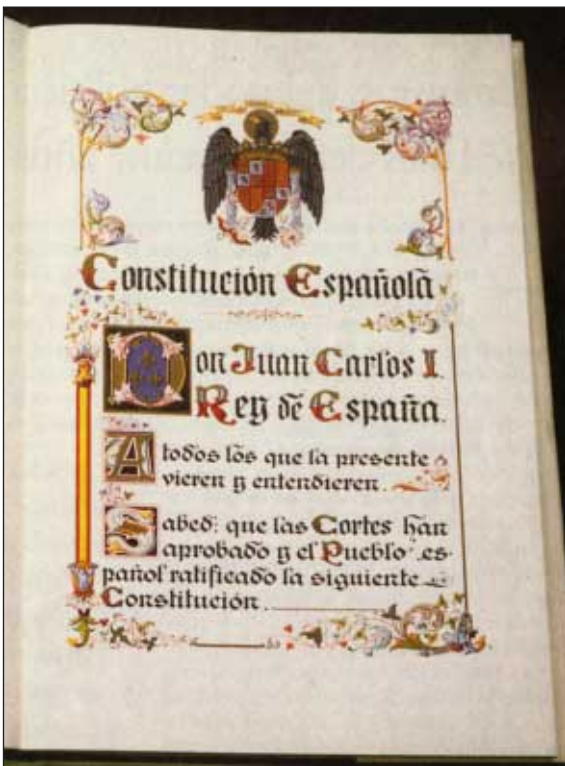 Constitución Española
Don Juan Carlos I.
Rey de España.
A todos los que la presente
vieren y entendieren.
Sabed: que las Cortes han
aprobado y el Pueblo es-
pañol ratificado la siguiente
Constitución.